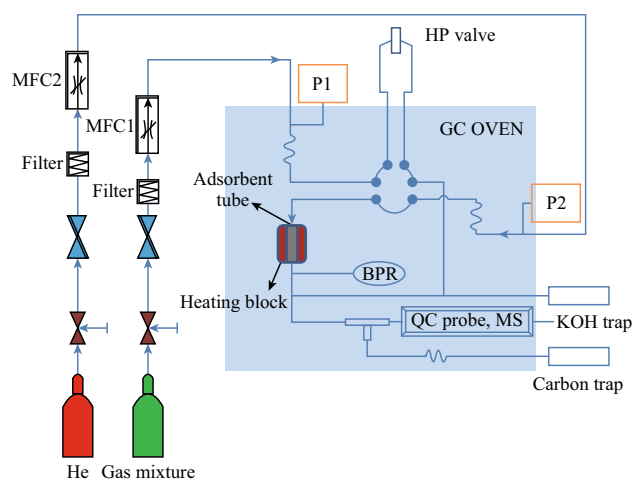 HP valve
MFC2
P1
MFC1
GC OVEN
Filter
Adsorbent
tube
Filter
P2
BPR
Heating block
QC probe, MS
KOH trap
Carbon trap
He
Gas mixture